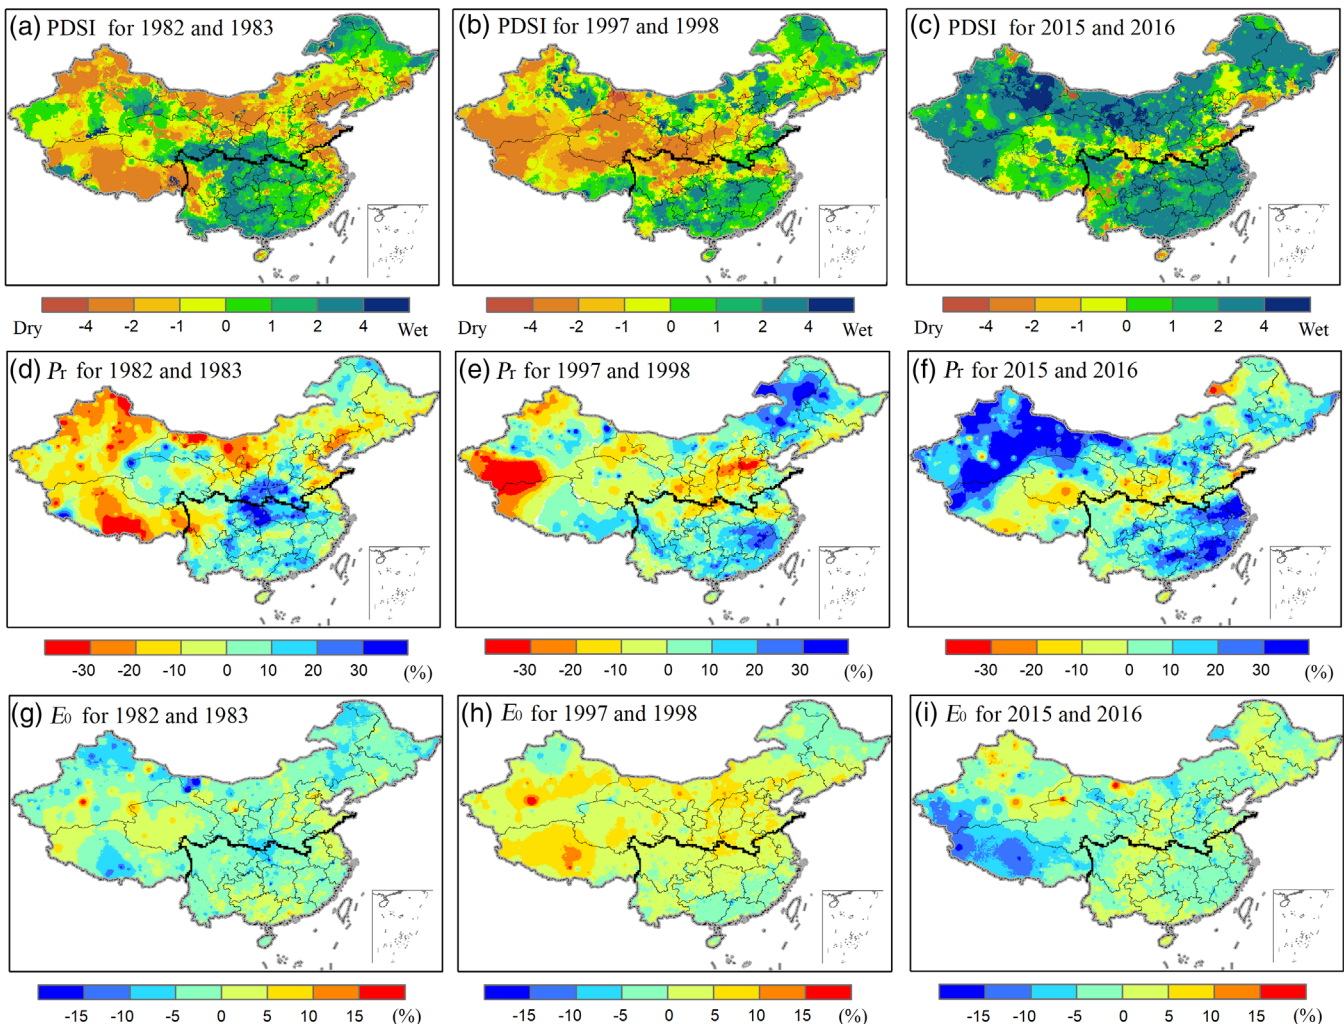 (a) PDSI for 1982 and 1983
(b) PDSI for 1997 and 1998
(c) PDSI for 2015 and 2016
-4 -2 -1 0 1 2 4
Dry Wet
-4 -2 -1 0 1 2 4
Dry Wet
-4 -2 -1 0 1 2 4
Dry Wet
(d) Pr for 1982 and 1983
(e) Pr for 1997 and 1998
(f) Pr for 2015 and 2016
-30 -20 -10 0 10 20 30 (%)
-30 -20 -10 0 10 20 30 (%)
-30 -20 -10 0 10 20 30 (%)
(g) E0 for 1982 and 1983
(h) E0 for 1997 and 1998
(i) E0 for 2015 and 2016
-15 -10 -5 0 5 10 15 (%)
-15 -10 -5 0 5 10 15 (%)
-15 -10 -5 0 5 10 15 (%)